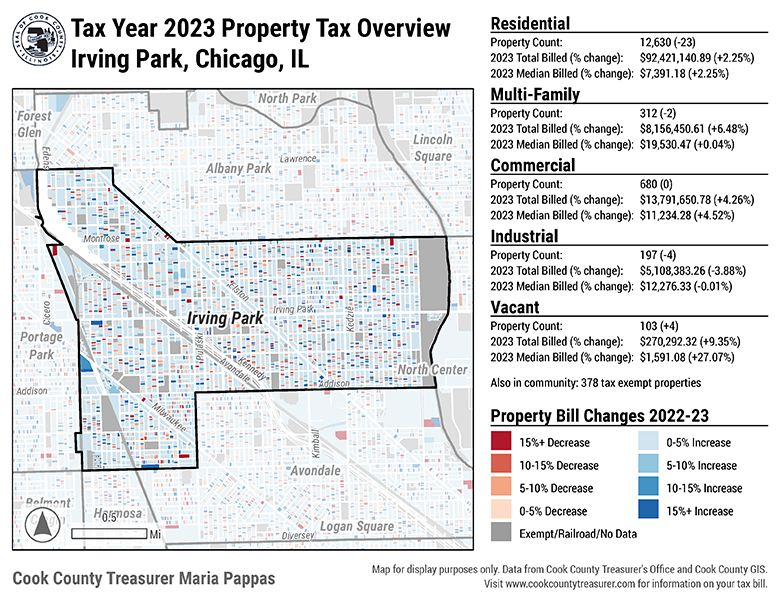 Tax Year 2023 Property Tax Overview
Irving Park, Chicago, IL
Residential
Property Count: 12,630 (-23)
2023 Total Billed (% change): $92,421,140.89 (+2.25%)
2023 Median Billed (% change): $7,391.18 (+2.25%)
Multi-Family
Property Count: 312 (-2)
2023 Total Billed (% change): $8,156,450.61 (+6.48%)
2023 Median Billed (% change): $19,530.47 (+0.04%)
Commercial
Property Count: 680 (0)
2023 Total Billed (% change): $13,791,650.78 (+4.26%)
2023 Median Billed (% change): $11,234.28 (+4.52%)
Industrial
Property Count: 197 (-4)
2023 Total Billed (% change): $5,108,383.26 (-3.88%)
2023 Median Billed (% change): $12,276.33 (-0.01%)
Vacant
Property Count: 103 (+4)
2023 Total Billed (% change): $270,292.32 (+9.35%)
2023 Median Billed (% change): $1,591.08 (+27.07%)
Also in community: 378 tax exempt properties
Property Bill Changes 2022-23
15%+ Decrease
10-15% Decrease
5-10% Decrease
0-5% Decrease
0-5% Increase
5-10% Increase
10-15% Increase
15%+ Increase
Exempt/Railroad/No Data
North Park
Forest
Glen
Edens
Lincoln
Square
Lawrence
Albany Park
Montrose
Elston
Cicero
Irving Park
Irving Park
Kedzie
Pulaski
Portage
Park
Kennedy
Avondale
North Center
Addison
Addison
Milwaukee
Kimball
Avondale
Belmont
Hermosa
0.5
Mi
Logan Square
Diversey
Cook County Treasurer Maria Pappas
Map for display purposes only. Data from Cook County Treasurer's Office and Cook County GIS.
Visit www.cookcountytreasurer.com for information on your tax bill.